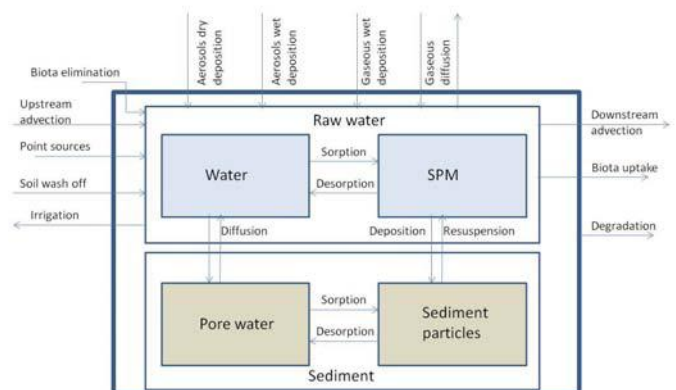 Aerosols dry
deposition
Aerosols wet
deposition
Gaseous wet
deposition
Gaseous
diffusion
Biota elimination
Upstream
advection
Point sources
Soil wash off
Irrigation
Raw water
Water
Sorption
Desorption
SPM
Diffusion
Deposition
Resuspension
Downstream
advection
Biota uptake
Degradation
Pore water
Sorption
Desorption
Sediment
particles
Sediment